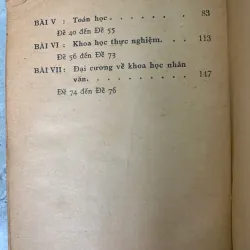 BÀI V : Toán học . . . . . . . 83
Đề 40 đến Đề 55
BÀI VI : Khoa học thực nghiệm. . . 113
Đề 56 đến Đề 73
BÀI VII : Đại cương về khoa học nhân
văn. . . . . . . . . 147
Đề 74 đến Đề 76